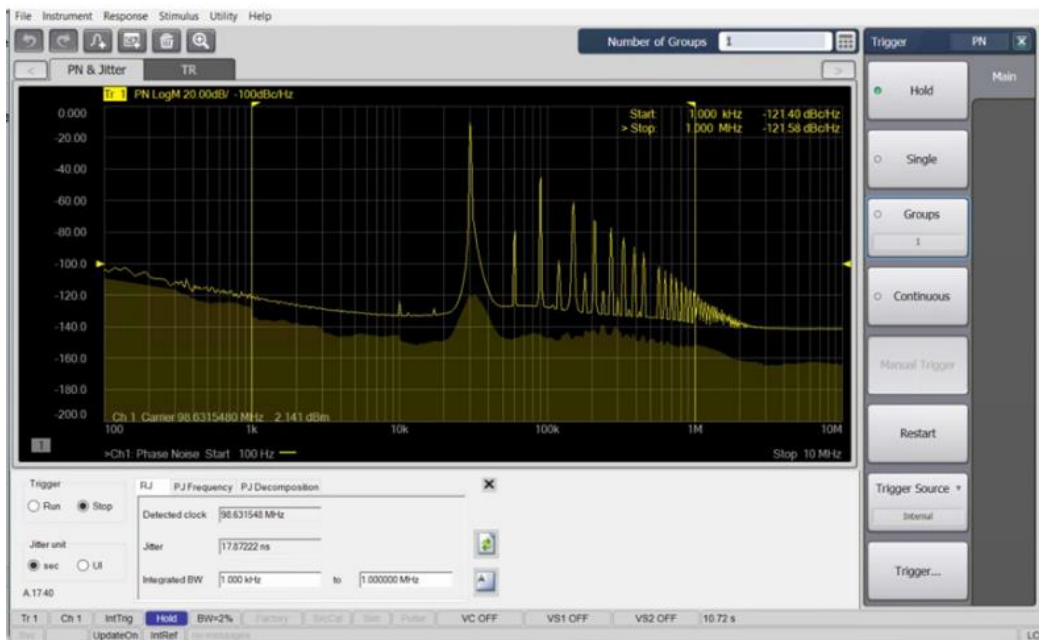 File Instrument Response Stimulus Utility Help
Number of Groups 1
Trigger PN X
< PN & Jitter TR >
Main
Tr 1 PN LogM 20.00dB/ -100dBc/Hz
Start 1.000 kHz -121.40 dBc/Hz
> Stop 1.000 MHz -121.58 dBc/Hz
0.000
-20.00
-40.00
-60.00
-80.00
-100.0
-120.0
-140.0
-160.0
-180.0
-200.0
Ch 1 Carrier 98.6315480 MHz 2.141 dBm
100 1k 10k 100k 1M 10M
1
>Ch1: Phase Noise Start 100 Hz
Stop 10 MHz
Hold
Single
Groups
1
Continuous
Manual Trigger
Restart
Trigger Source
Internal
Trigger...
Trigger
Run Stop
Jitter unit
sec UI
A.17.40
RJ PJ Frequency PJ Decomposition
Detected clock 98.631548 MHz
Jitter 17.87222 ns
Integrated BW 1.000 kHz to 1.000000 MHz
A
Tr 1 Ch 1 IntTrig Hold BW=2% Factory SrcCal Sim Pulse VC OFF VS1 OFF VS2 OFF 10.72 s
UpdateOn IntRef no messages